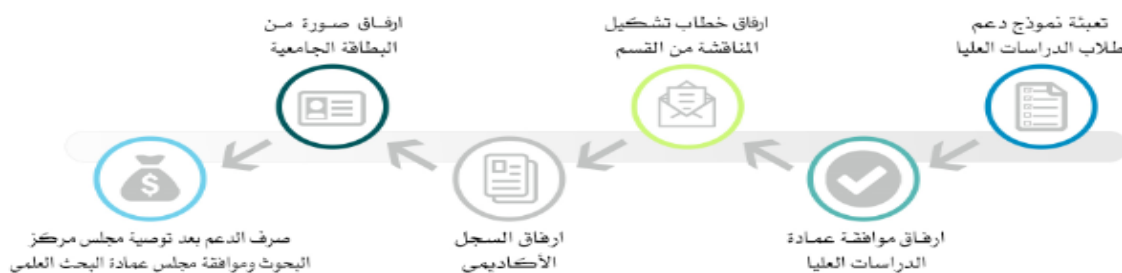 تعبئة نموذج دعم
طلاب الدراسات العليا
ارفاق موافقة عمادة
الدراسات العليا
ارفاق خطاب تشكيل
المناقشة من القسم
ارفاق السجل
الأكاديمي
ارفاق صورة من
البطاقة الجامعية
صرف الدعم بعد توصية مجلس مركز
البحوث وموافقة مجلس عمادة البحث العلمي
$